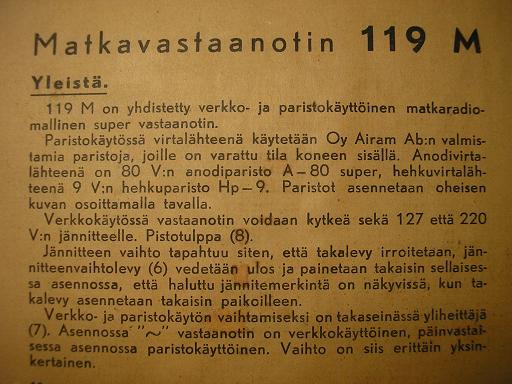 Matkavastaanotin 119 M
Yleistä.
119 M on yhdistetty verkko- ja paristokäyttöinen matkaradio-
mallinen super vastaanotin.
Paristokäytössä virtalähteenä käytetään Oy Airam Ab:n valmis-
tamia paristoja, joille on varattu tila koneen sisällä. Anodivirta-
lähteenä on 80 V:n anodiparisto A—80 super, hehkuvirtaläh-
teenä 9 V:n hehkuparisto Hp—9. Paristot asennetaan oheisen
kuvan osoittamalla tavalla.
Verkkokäytössä vastaanotin voidaan kytkeä sekä 127 että 220
V:n jännitteelle. Pistotulppa (8).
Jännitteen vaihto tapahtuu siten, että takalevy irroitetaan, jän-
nitteenvaihtolevy (6) vedetään ulos ja painetaan takaisin sellaises-
sa asennossa, että haluttu jännitemerkintä on näkyvissä, kun ta-
kalevy asennetaan takaisin paikoilleen.
Verkko- ja paristokäytön vaihtamiseksi on takaseinässä yliheittäjä
(7). Asennossa "~" vastaanotin on verkkokäyttöinen, päinvastai-
sessa asennossa paristokäyttöinen. Vaihto on siis erittäin yksin-
kertainen.